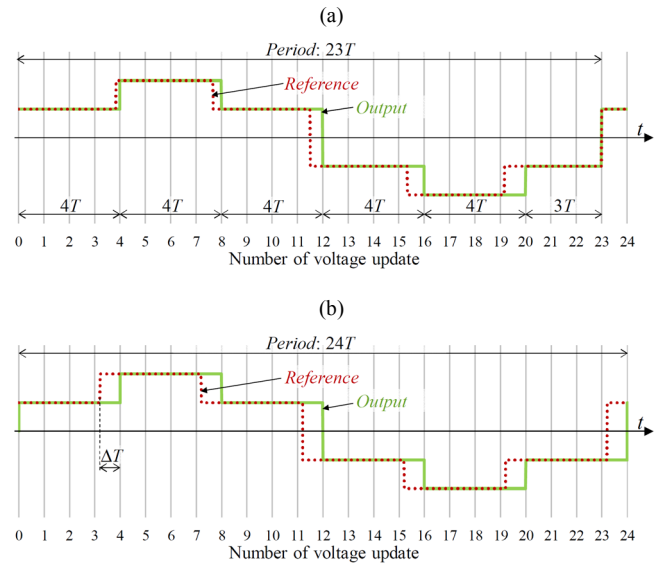 (a)
Period: 23T
Reference
Output
t
4T 4T 4T 4T 4T 3T
0 1 2 3 4 5 6 7 8 9 10 11 12 13 14 15 16 17 18 19 20 21 22 23 24
Number of voltage update
(b)
Period: 24T
Reference
Output
t
ΔT
0 1 2 3 4 5 6 7 8 9 10 11 12 13 14 15 16 17 18 19 20 21 22 23 24
Number of voltage update